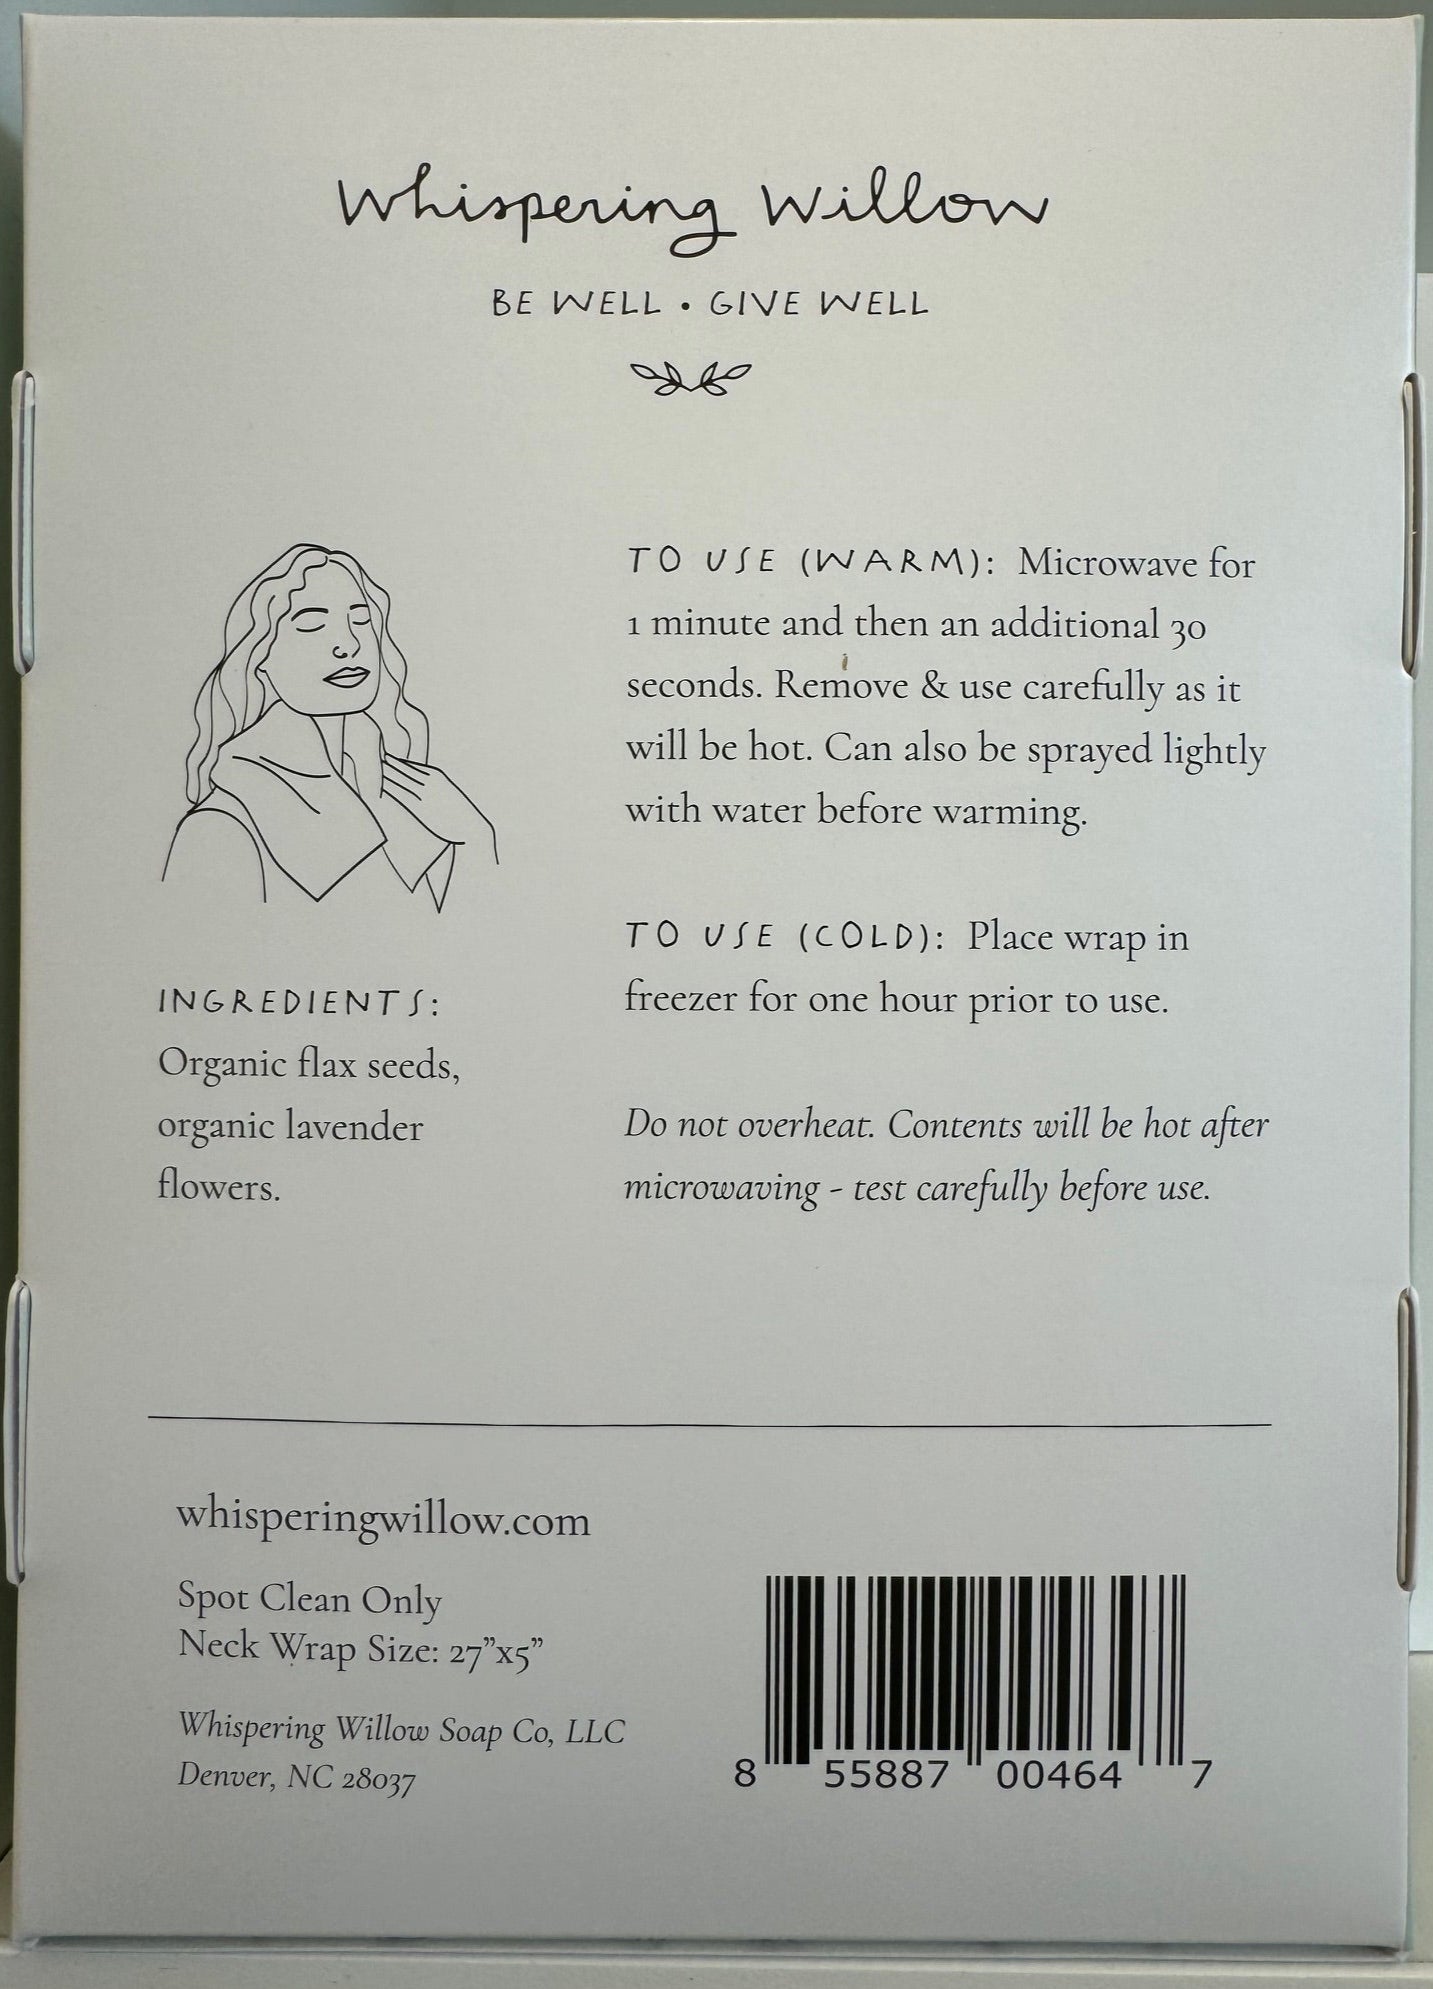 Whispering Willow
BE WELL • GIVE WELL
TO USE (WARM): Microwave for
1 minute and then an additional 30
seconds. Remove & use carefully as it
will be hot. Can also be sprayed lightly
with water before warming.
TO USE (COLD): Place wrap in
freezer for one hour prior to use.
Do not overheat. Contents will be hot after
microwaving - test carefully before use.
INGREDIENTS:
Organic flax seeds,
organic lavender
flowers.
whisperingwillow.com
Spot Clean Only
Neck Wrap Size: 27”x5”
Whispering Willow Soap Co, LLC
Denver, NC 28037
8 55887 00464 7